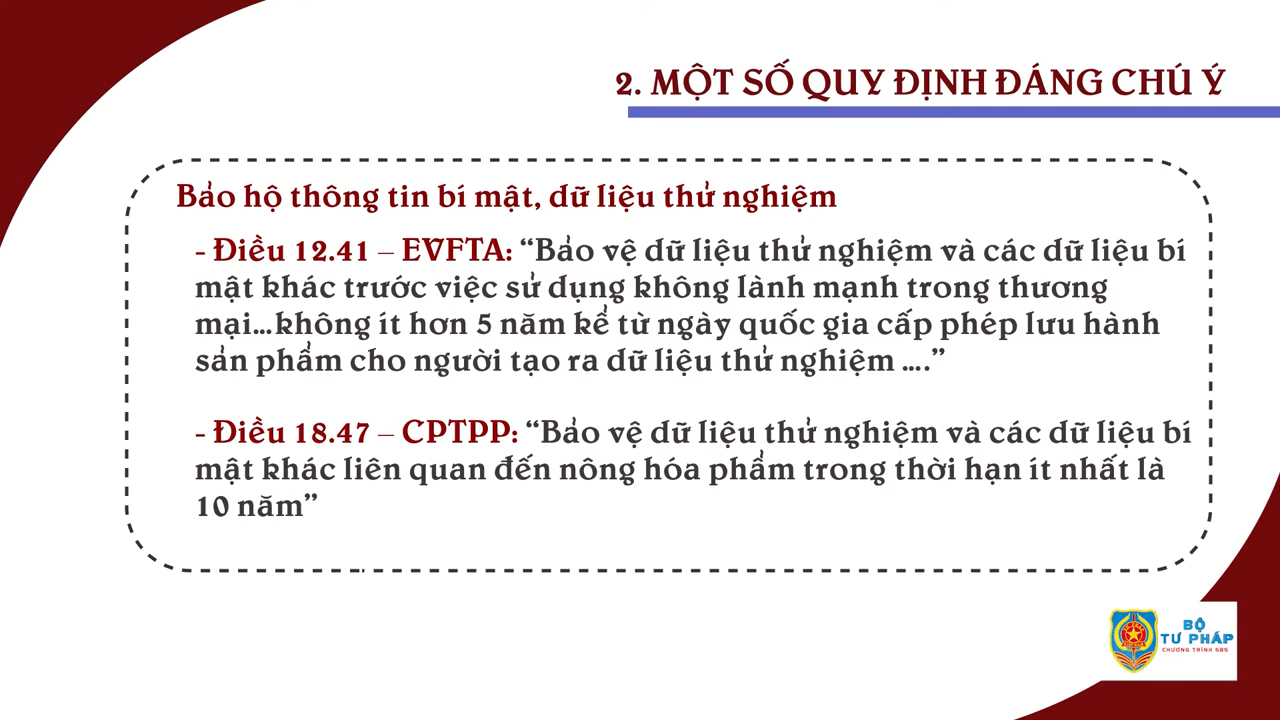 2. MỘT SỐ QUY ĐỊNH ĐÁNG CHÚ Ý
Bảo hộ thông tin bí mật, dữ liệu thử nghiệm
- Điều 12.41 – EVFTA: “Bảo vệ dữ liệu thử nghiệm và các dữ liệu bí
mật khác trước việc sử dụng không lành mạnh trong thương
mại...không ít hơn 5 năm kể từ ngày quốc gia cấp phép lưu hành
sản phẩm cho người tạo ra dữ liệu thử nghiệm ....”
- Điều 18.47 – CPTPP: “Bảo vệ dữ liệu thử nghiệm và các dữ liệu bí
mật khác liên quan đến nông hóa phẩm trong thời hạn ít nhất là
10 năm”
BỘ
TƯ PHÁP
CHƯƠNG TRÌNH 585